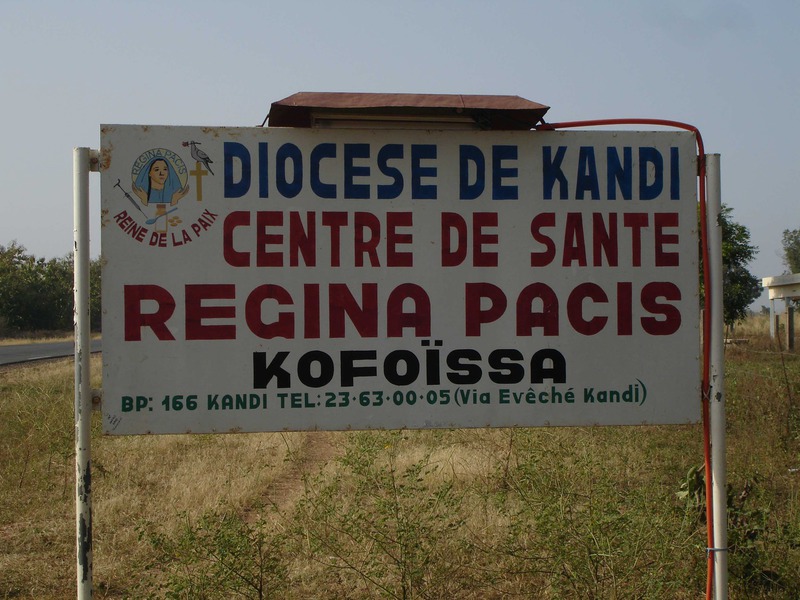 REGINA PACIS
REINE DE LA PAIX
DIOCESE DE KANDI
CENTRE DE SANTE
REGINA PACIS
KOFOÏSSA
BP: 166 KANDI TEL: 23·63·00·05 (Via Evêché Kandi)